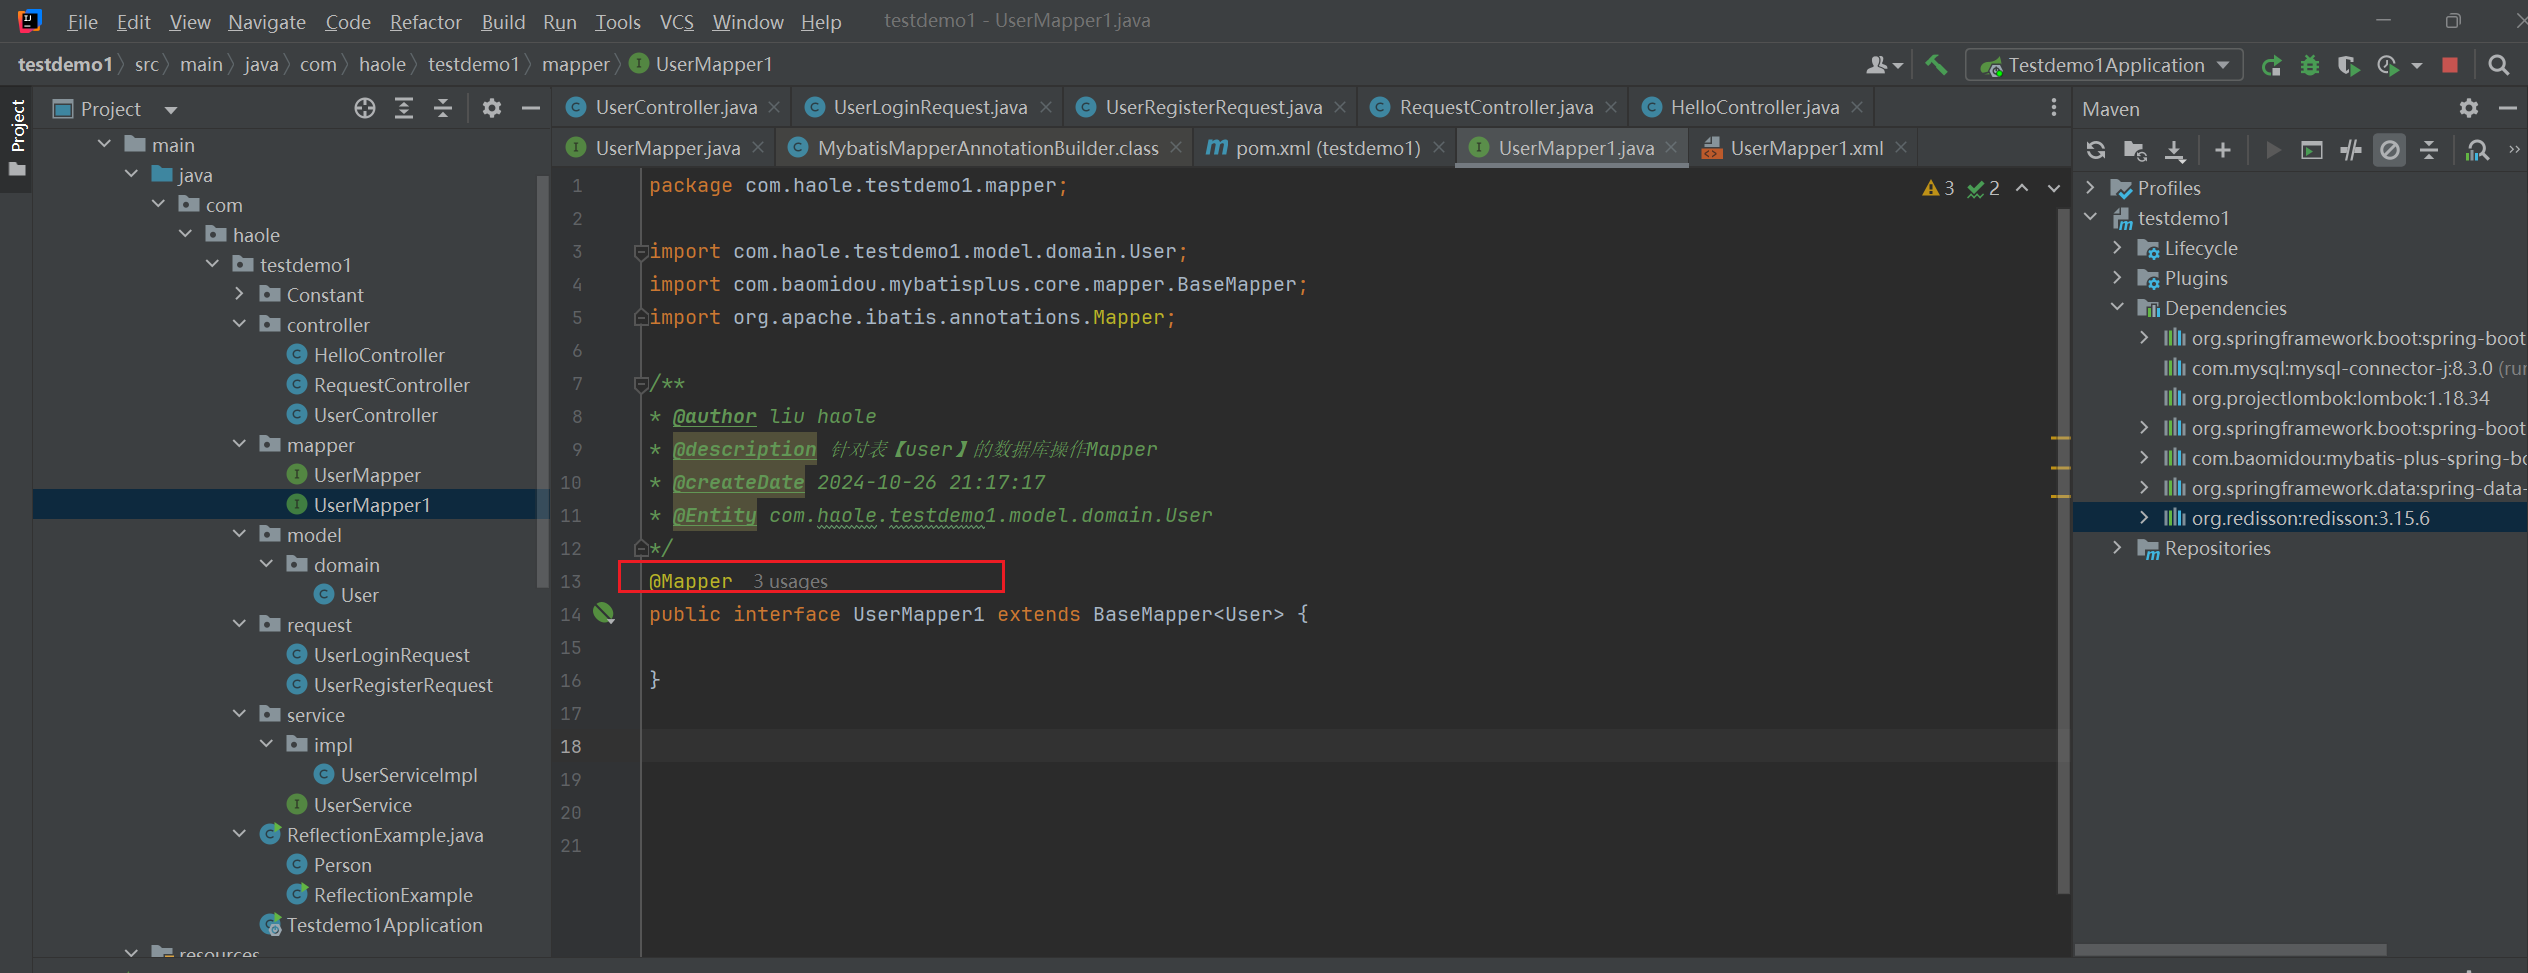 File Edit View Navigate Code Refactor Build Run Tools VCS Window Help testdemo1 - UserMapper1.java
testdemo1 src main java com haole testdemo1 mapper UserMapper1
Testdemo1Application
Project
Project
main
java
com
haole
testdemo1
Constant
controller
HelloController
RequestController
UserController
mapper
UserMapper
UserMapper1
model
domain
User
request
UserLoginRequest
UserRegisterRequest
service
impl
UserServiceImpl
UserService
ReflectionExample.java
Person
ReflectionExample
Testdemo1Application
resources
UserController.java UserLoginRequest.java UserRegisterRequest.java RequestController.java HelloController.java
UserMapper.java MybatisMapperAnnotationBuilder.class pom.xml (testdemo1) UserMapper1.java UserMapper1.xml
3 2
1 package com.haole.testdemo1.mapper;
2
3 import com.haole.testdemo1.model.domain.User;
4 import com.baomidou.mybatisplus.core.mapper.BaseMapper;
5 import org.apache.ibatis.annotations.Mapper;
6
7 /**
8 * @author liu haole
9 * @description 针对表【user】的数据库操作Mapper
10 * @createDate 2024-10-26 21:17:17
11 * @Entity com.haole.testdemo1.model.domain.User
12 */
13 @Mapper 3 usages
14 public interface UserMapper1 extends BaseMapper<User> {
15
16 }
17
18
19
20
21
Maven
Profiles
testdemo1
Lifecycle
Plugins
Dependencies
org.springframework.boot:spring-boot
com.mysql:mysql-connector-j:8.3.0 (run
org.projectlombok:lombok:1.18.34
org.springframework.boot:spring-boot
com.baomidou:mybatis-plus-spring-bo
org.springframework.data:spring-data-
org.redisson:redisson:3.15.6
Repositories